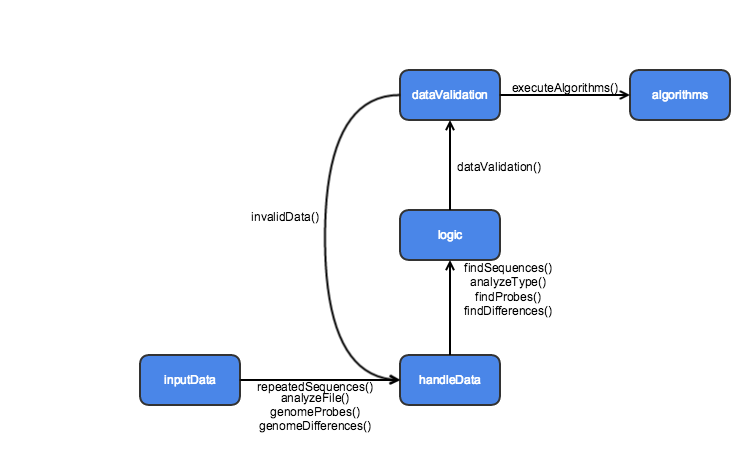 dataValidation
executeAlgorithms()
algorithms
dataValidation()
invalidData()
logic
findSequences()
analyzeType()
findProbes()
findDifferences()
inputData
repeatedSequences()
analyzeFile()
genomeProbes()
genomeDifferences()
handleData